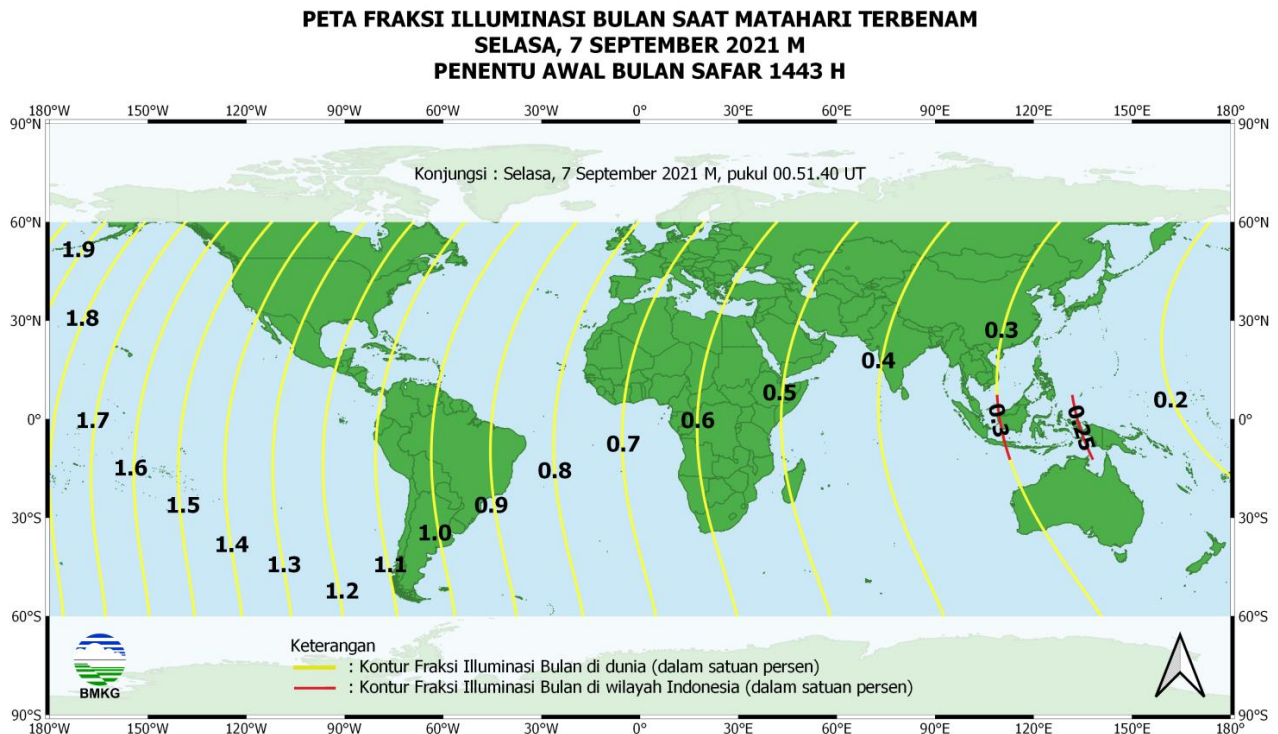 PETA FRAKSI ILLUMINASI BULAN SAAT MATAHARI TERBENAM
SELASA, 7 SEPTEMBER 2021 M
PENENTU AWAL BULAN SAFAR 1443 H
180°W 150°W 120°W 90°W 60°W 30°W 0° 30°E 60°E 90°E 120°E 150°E 180°
90°N 90°N
Konjungsi : Selasa, 7 September 2021 M, pukul 00.51.40 UT
60°N 60°N
1.9
1.8
30°N 30°N
0.3
0.4
0.5
0.2
1.7
0° 0°
0.6
0.3
0.25
0.7
1.6
0.8
1.5
0.9
30°S 30°S
1.4
1.0
1.3
1.1
1.2
60°S 60°S
Keterangan
: Kontur Fraksi Illuminasi Bulan di dunia (dalam satuan persen)
: Kontur Fraksi Illuminasi Bulan di wilayah Indonesia (dalam satuan persen)
BMKG
90°S 90°S
180°W 150°W 120°W 90°W 60°W 30°W 0° 30°E 60°E 90°E 120°E 150°E 180°